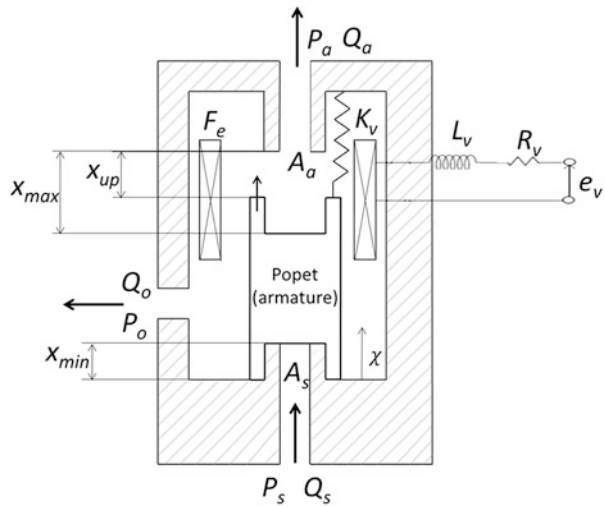 P_a Q_a
F_e
K_v
L_v
R_v
x_up
A_a
x_max
e_v
Q_o
Popet
(armature)
P_o
x_min
χ
A_s
P_s Q_s